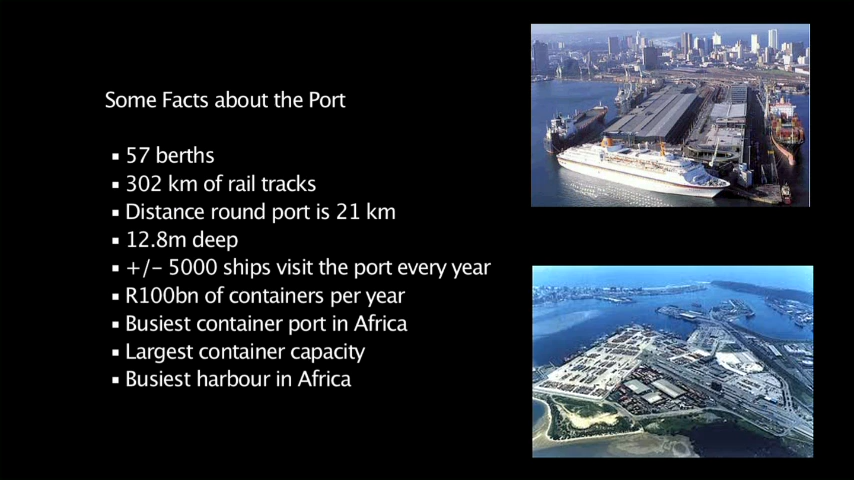 Some Facts about the Port
▪ 57 berths
▪ 302 km of rail tracks
▪ Distance round port is 21 km
▪ 12.8m deep
▪ +/- 5000 ships visit the port every year
▪ R100bn of containers per year
▪ Busiest container port in Africa
▪ Largest container capacity
▪ Busiest harbour in Africa